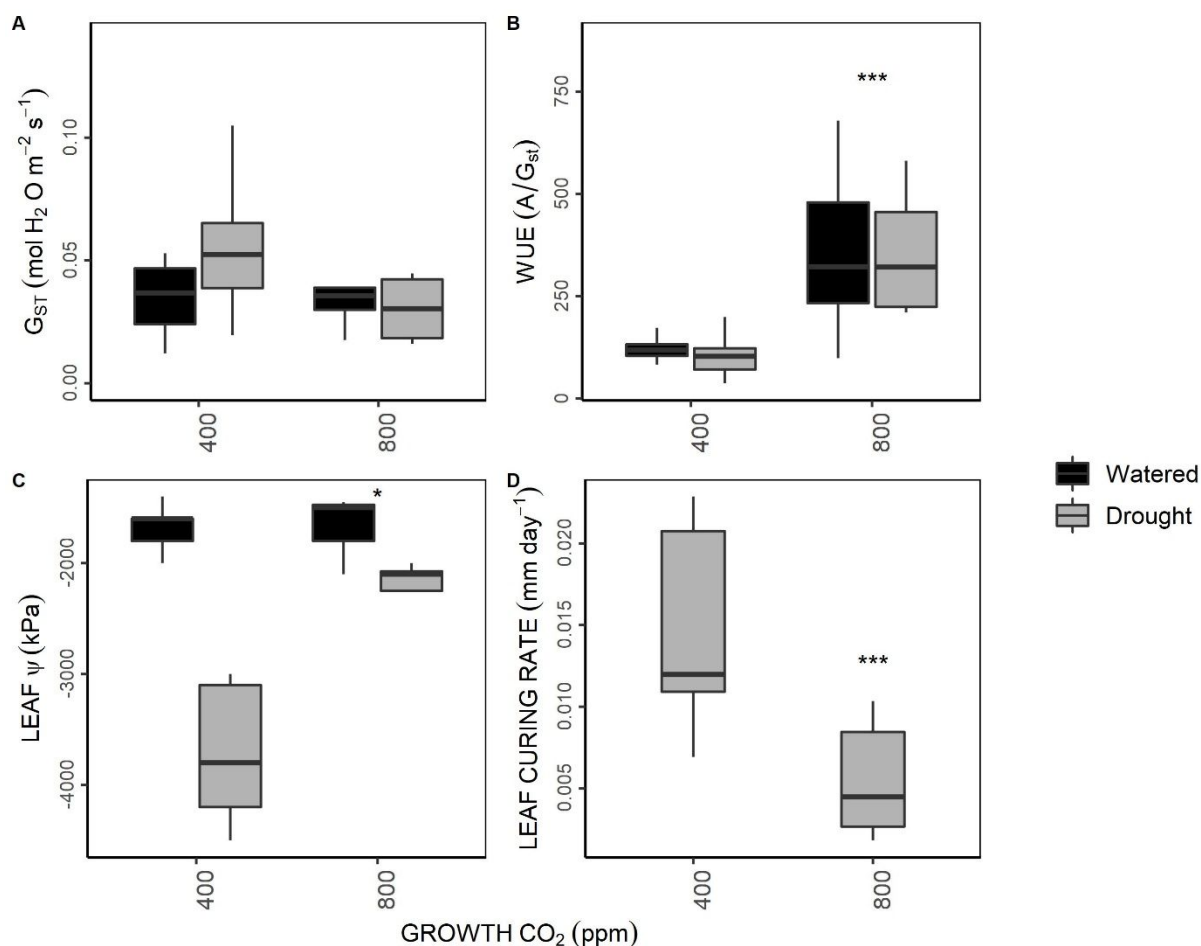 A
G_ST (mol H₂ O m⁻² s⁻¹)
0.10
0.05
0.00
400
800
B
WUE (A/G_st)
750
500
250
0
***
400
800
C
LEAF ψ (kPa)
-2000
-3000
-4000
*
400
800
D
LEAF CURING RATE (mm day⁻¹)
0.020
0.015
0.010
0.005
***
400
800
Watered
Drought
GROWTH CO₂ (ppm)